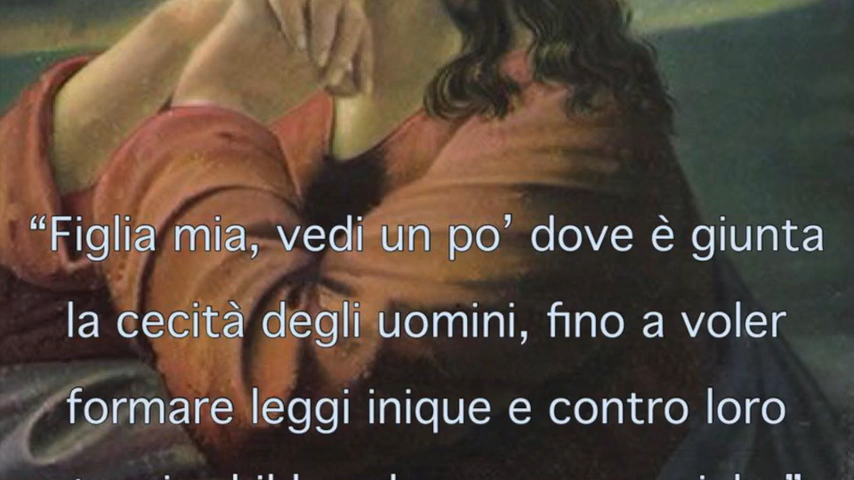 “Figlia mia, vedi un po’ dove è giunta
la cecità degli uomini, fino a voler
formare leggi inique e contro loro